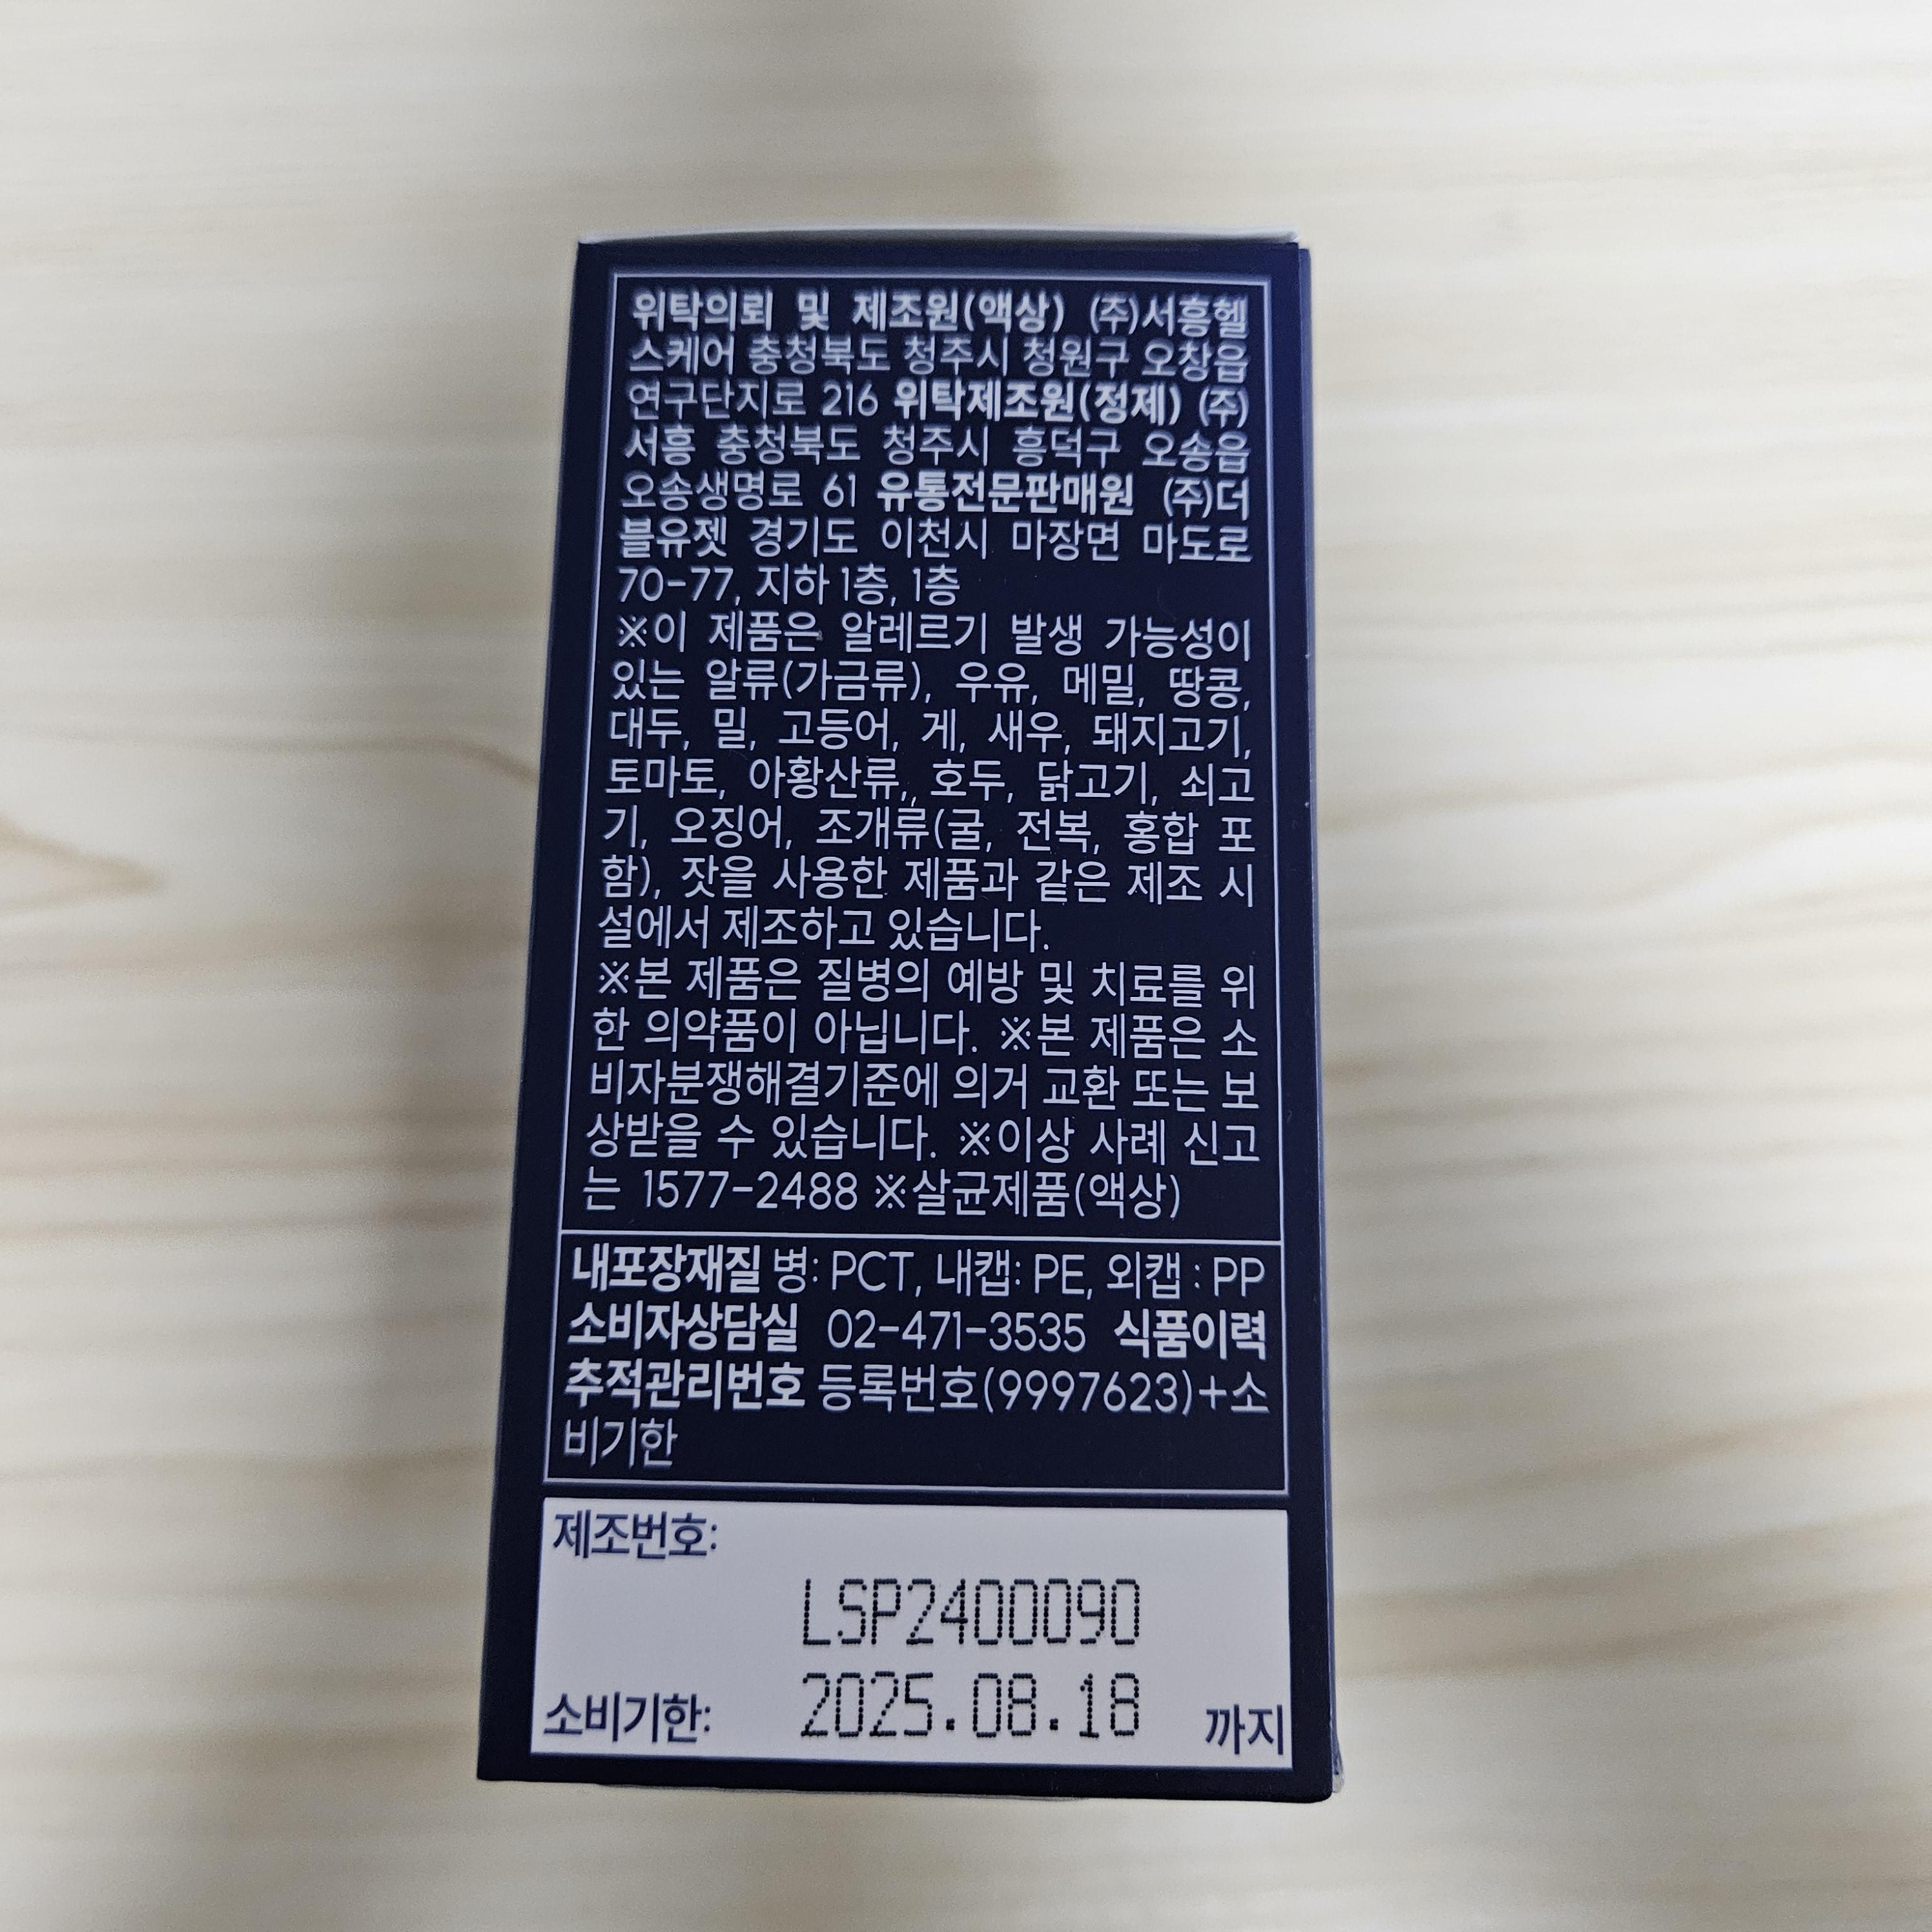 위탁의뢰 및 제조원(액상) (주)서흥헬
스케어 충청북도 청주시 청원구 오창읍
연구단지로 216 위탁제조원(정제) (주)
서흥 충청북도 청주시 흥덕구 오송읍
오송생명로 61 유통전문판매원 (주)더
블유젯 경기도 이천시 마장면 마도로
70-77, 지하 1층, 1층
※이 제품은 알레르기 발생 가능성이
있는 알류(가금류), 우유, 메밀, 땅콩,
대두, 밀, 고등어, 게, 새우, 돼지고기,
토마토, 아황산류,, 호두, 닭고기, 쇠고
기, 오징어, 조개류(굴, 전복, 홍합 포
함), 잣을 사용한 제품과 같은 제조 시
설에서 제조하고 있습니다.
※본 제품은 질병의 예방 및 치료를 위
한 의약품이 아닙니다. ※본 제품은 소
비자분쟁해결기준에 의거 교환 또는 보
상받을 수 있습니다. ※이상 사례 신고
는 1577-2488 ※살균제품(액상)
내포장재질 병: PCT, 내캡: PE, 외캡 : PP
소비자상담실 02-471-3535 식품이력
추적관리번호 등록번호(9997623)+소
비기한
제조번호:
LSP2400090
소비기한: 2025.08.18 까지